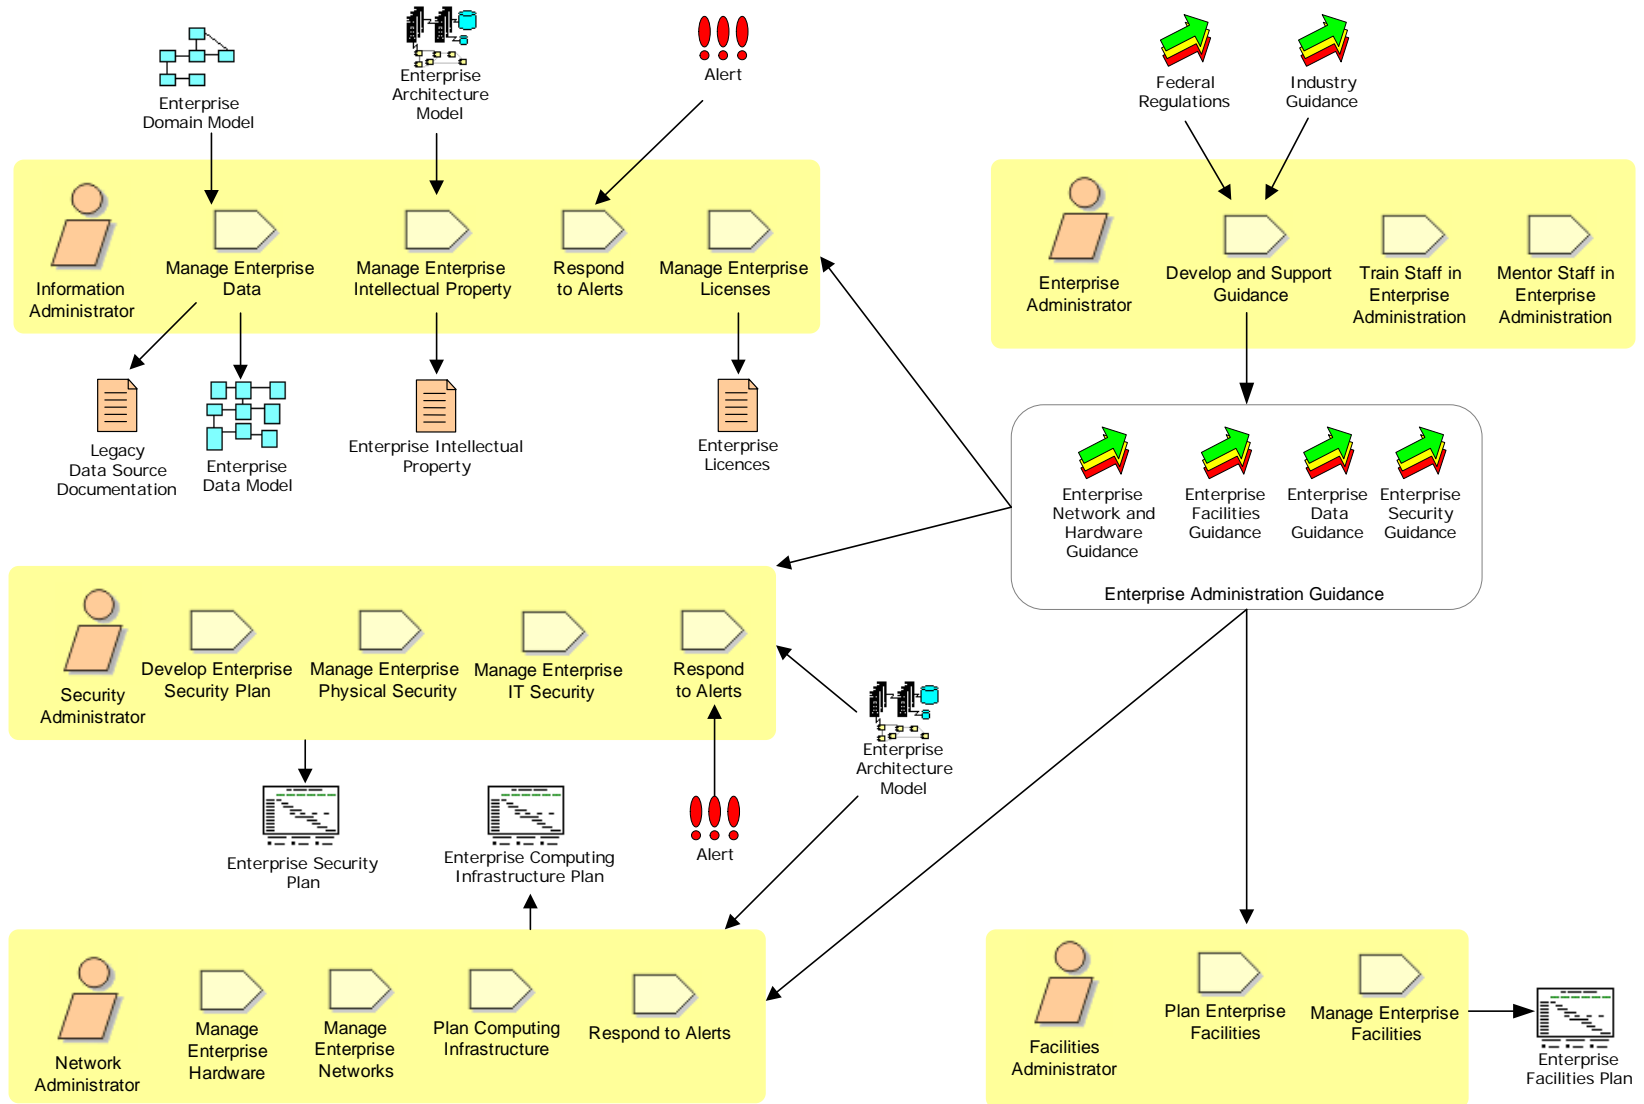 Enterprise
Domain Model
Enterprise
Architecture
Model
Alert
Federal
Regulations
Industry
Guidance
Information
Administrator
Manage Enterprise
Data
Manage Enterprise
Intellectual Property
Respond
to Alerts
Manage Enterprise
Licenses
Enterprise
Administrator
Develop and Support
Guidance
Train Staff in
Enterprise
Administration
Mentor Staff in
Enterprise
Administration
Legacy
Data Source
Documentation
Enterprise
Data Model
Enterprise Intellectual
Property
Enterprise
Licences
Enterprise
Network and
Hardware
Guidance
Enterprise
Facilities
Guidance
Enterprise
Data
Guidance
Enterprise
Security
Guidance
Enterprise Administration Guidance
Security
Administrator
Develop Enterprise
Security Plan
Manage Enterprise
Physical Security
Manage Enterprise
IT Security
Respond
to Alerts
Enterprise
Architecture
Model
Enterprise Security
Plan
Enterprise Computing
Infrastructure Plan
Alert
Network
Administrator
Manage
Enterprise
Hardware
Manage
Enterprise
Networks
Plan Computing
Infrastructure
Respond to Alerts
Facilities
Administrator
Plan Enterprise
Facilities
Manage Enterprise
Facilities
Enterprise
Facilities Plan